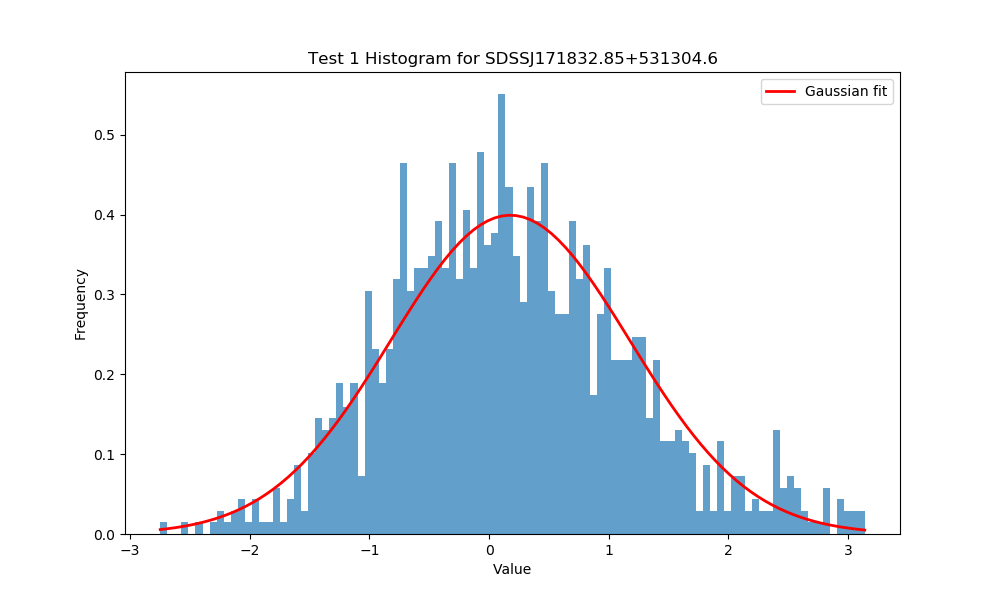 Test 1 Histogram for SDSSJ171832.85+531304.6
Gaussian fit
0.5
0.4
0.3
0.2
0.1
0.0
Frequency
−3 −2 −1 0 1 2 3
Value